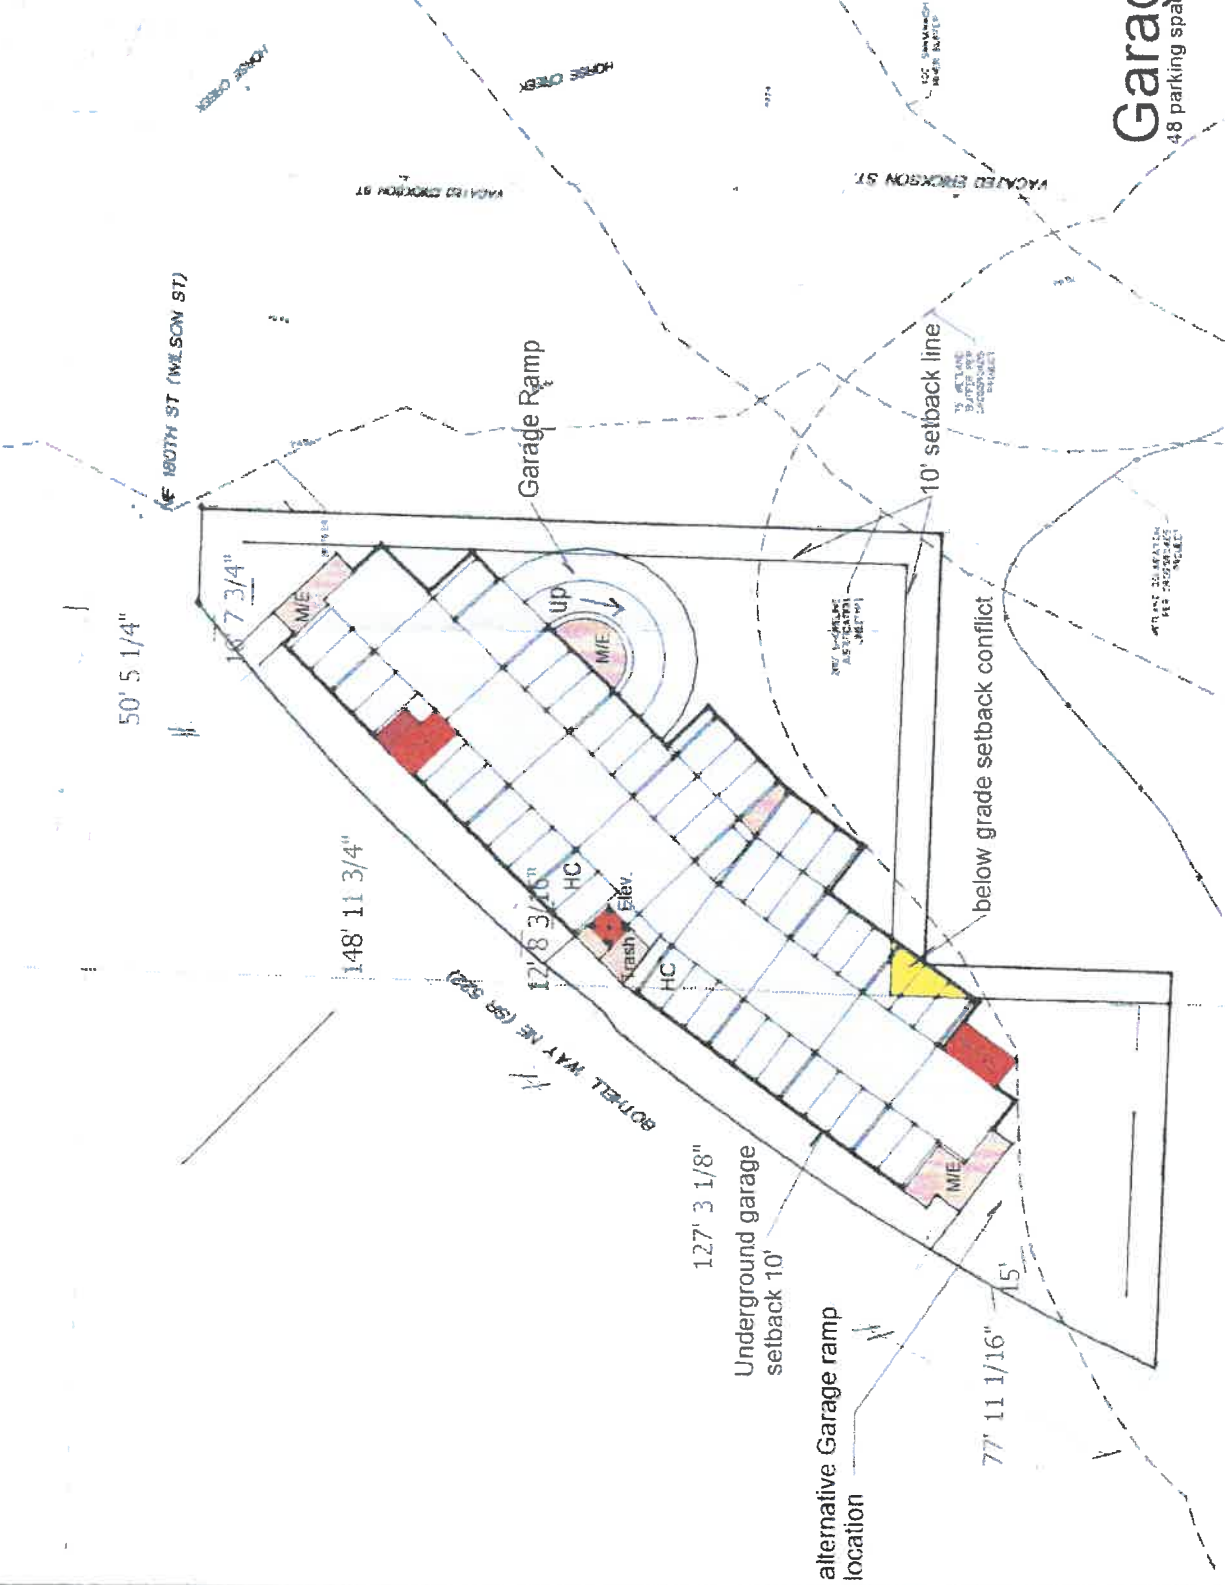 HORSE CREEK
HORSE CREEK
VACATED ERICKSON ST
VACATED ERICKSON ST.
NE 180TH ST (WILSON ST)
Garag
48 parking spa
Garage Ramp
10' setback line
50' 5 1/4"
7 3/4"
M/E
Up
M/E
148' 11 3/4"
12' 8 3/16"
HC
Elev.
Trash
HC
below grade setback conflict
BOTHELL WAY NE (SR 522)
127' 3 1/8"
Underground garage
setback 10'
M/E
15'
77' 11 1/16"
alternative Garage ramp
location